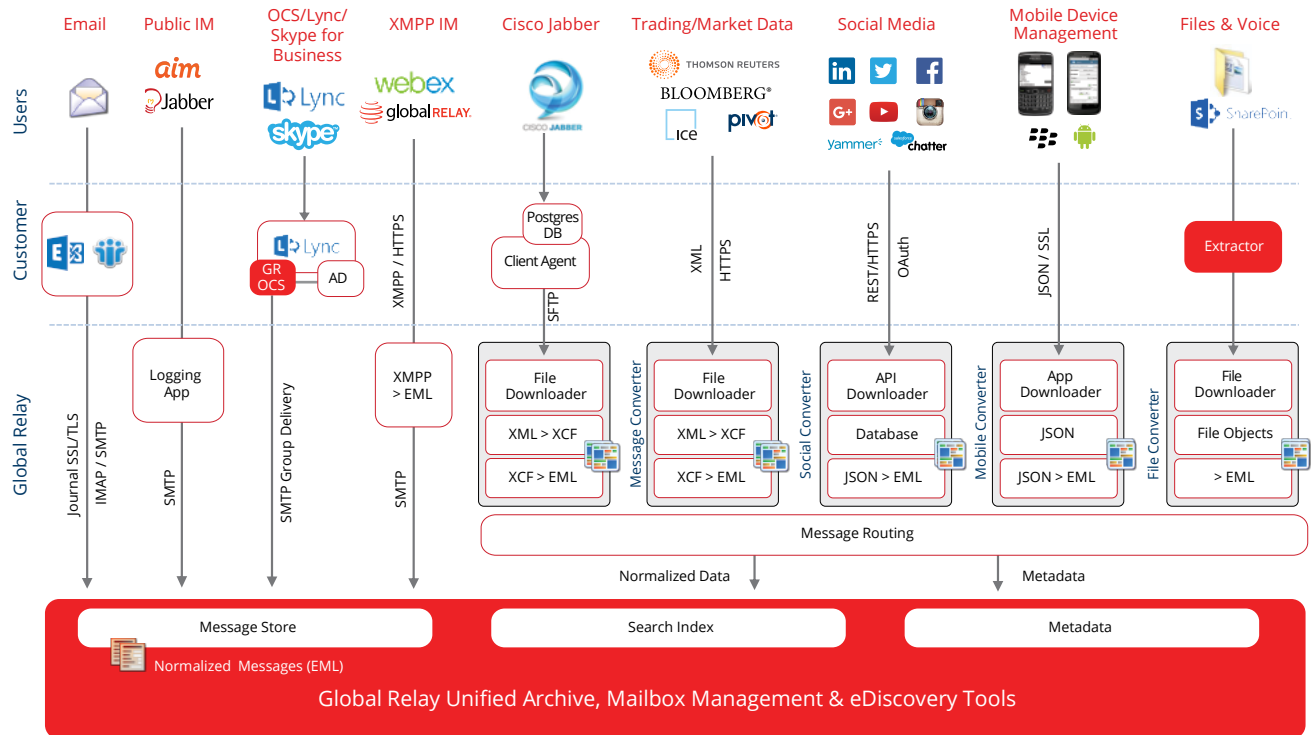 Email
Public IM
OCS/Lync/
Skype for
Business
XMPP IM
Cisco Jabber
Trading/Market Data
Social Media
Mobile Device
Management
Files & Voice
Users
aim
Jabber
Lync
skype
webex
globalRELAY.
CISCO JABBER
THOMSON REUTERS
BLOOMBERG®
ICE
pivot
in
f
G+
yammer
salesforce
chatter
S
SharePoin
Customer
E
Lync
GR
OCS
AD
XMPP / HTTPS
Postgres
DB
Client Agent
SFTP
XML
HTTPS
REST/HTTPS
OAuth
JSON / SSL
Extractor
Global Relay
Journal SSL/TLS
IMAP / SMTP
Logging
App
SMTP
SMTP Group Delivery
XMPP
> EML
SMTP
File
Downloader
XML > XCF
XCF > EML
Message Converter
File
Downloader
XML > XCF
XCF > EML
Social Converter
API
Downloader
Database
JSON > EML
Mobile Converter
App
Downloader
JSON
JSON > EML
File Converter
File
Downloader
File Objects
> EML
Message Routing
Normalized Data
Metadata
Message Store
Search Index
Metadata
Normalized Messages (EML)
Global Relay Unified Archive, Mailbox Management & eDiscovery Tools